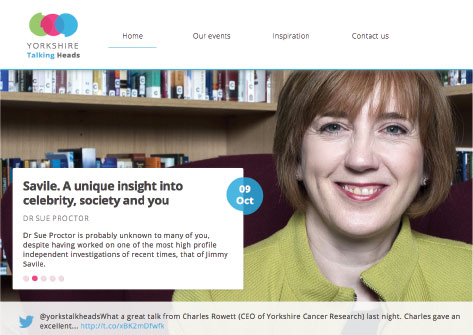 YORKSHIRE
Talking Heads
Home
Our events
Inspiration
Contact us
Savile. A unique insight into
celebrity, society and you
09
Oct
DR SUE PROCTOR
Dr Sue Proctor is probably unknown to many of you,
despite having worked on one of the most high profile
independent investigations of recent times, that of Jimmy
Savile.
@yorkstalkheadsWhat a great talk from Charles Rowett (CEO of Yorkshire Cancer Research) last night. Charles gave an
excellent... http://t.co/xBK2mDfwfk